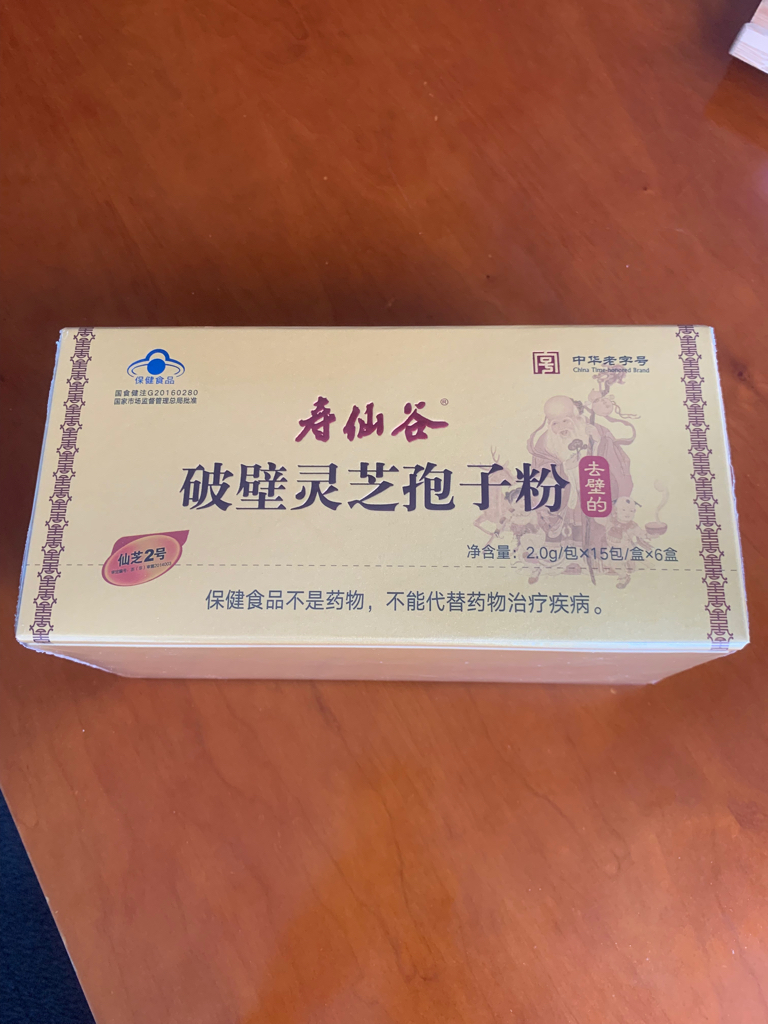 保健食品
国食健注G20160280
国家市场监督管理总局批准
中华老字号
China Time-honored Brand
寿仙谷®
破壁灵芝孢子粉
去壁的
仙芝2号
净含量：2.0g/包×15包/盒×6盒
保健食品不是药物，不能代替药物治疗疾病。